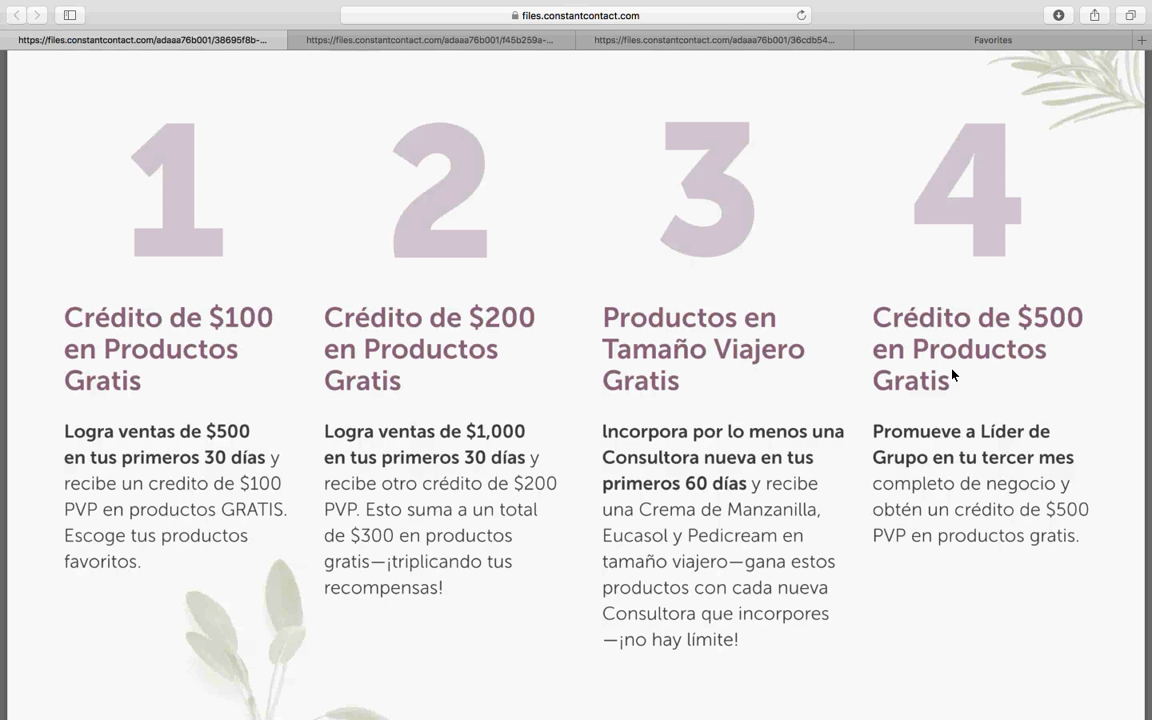 files.constantcontact.com
https://files.constantcontact.com/adaaa76b001/38695f8b-...
https://files.constantcontact.com/adaaa76b001/f45b259a-...
https://files.constantcontact.com/adaaa76b001/36cdb54...
Favorites
1
2
3
4
Crédito de $100
en Productos
Gratis
Logra ventas de $500
en tus primeros 30 días y
recibe un credito de $100
PVP en productos GRATIS.
Escoge tus productos
favoritos.
Crédito de $200
en Productos
Gratis
Logra ventas de $1,000
en tus primeros 30 días y
recibe otro crédito de $200
PVP. Esto suma a un total
de $300 en productos
gratis—¡triplicando tus
recompensas!
Productos en
Tamaño Viajero
Gratis
Incorpora por lo menos una
Consultora nueva en tus
primeros 60 días y recibe
una Crema de Manzanilla,
Eucasol y Pedicream en
tamaño viajero—gana estos
productos con cada nueva
Consultora que incorpores
—¡no hay límite!
Crédito de $500
en Productos
Gratis
Promueve a Líder de
Grupo en tu tercer mes
completo de negocio y
obtén un crédito de $500
PVP en productos gratis.